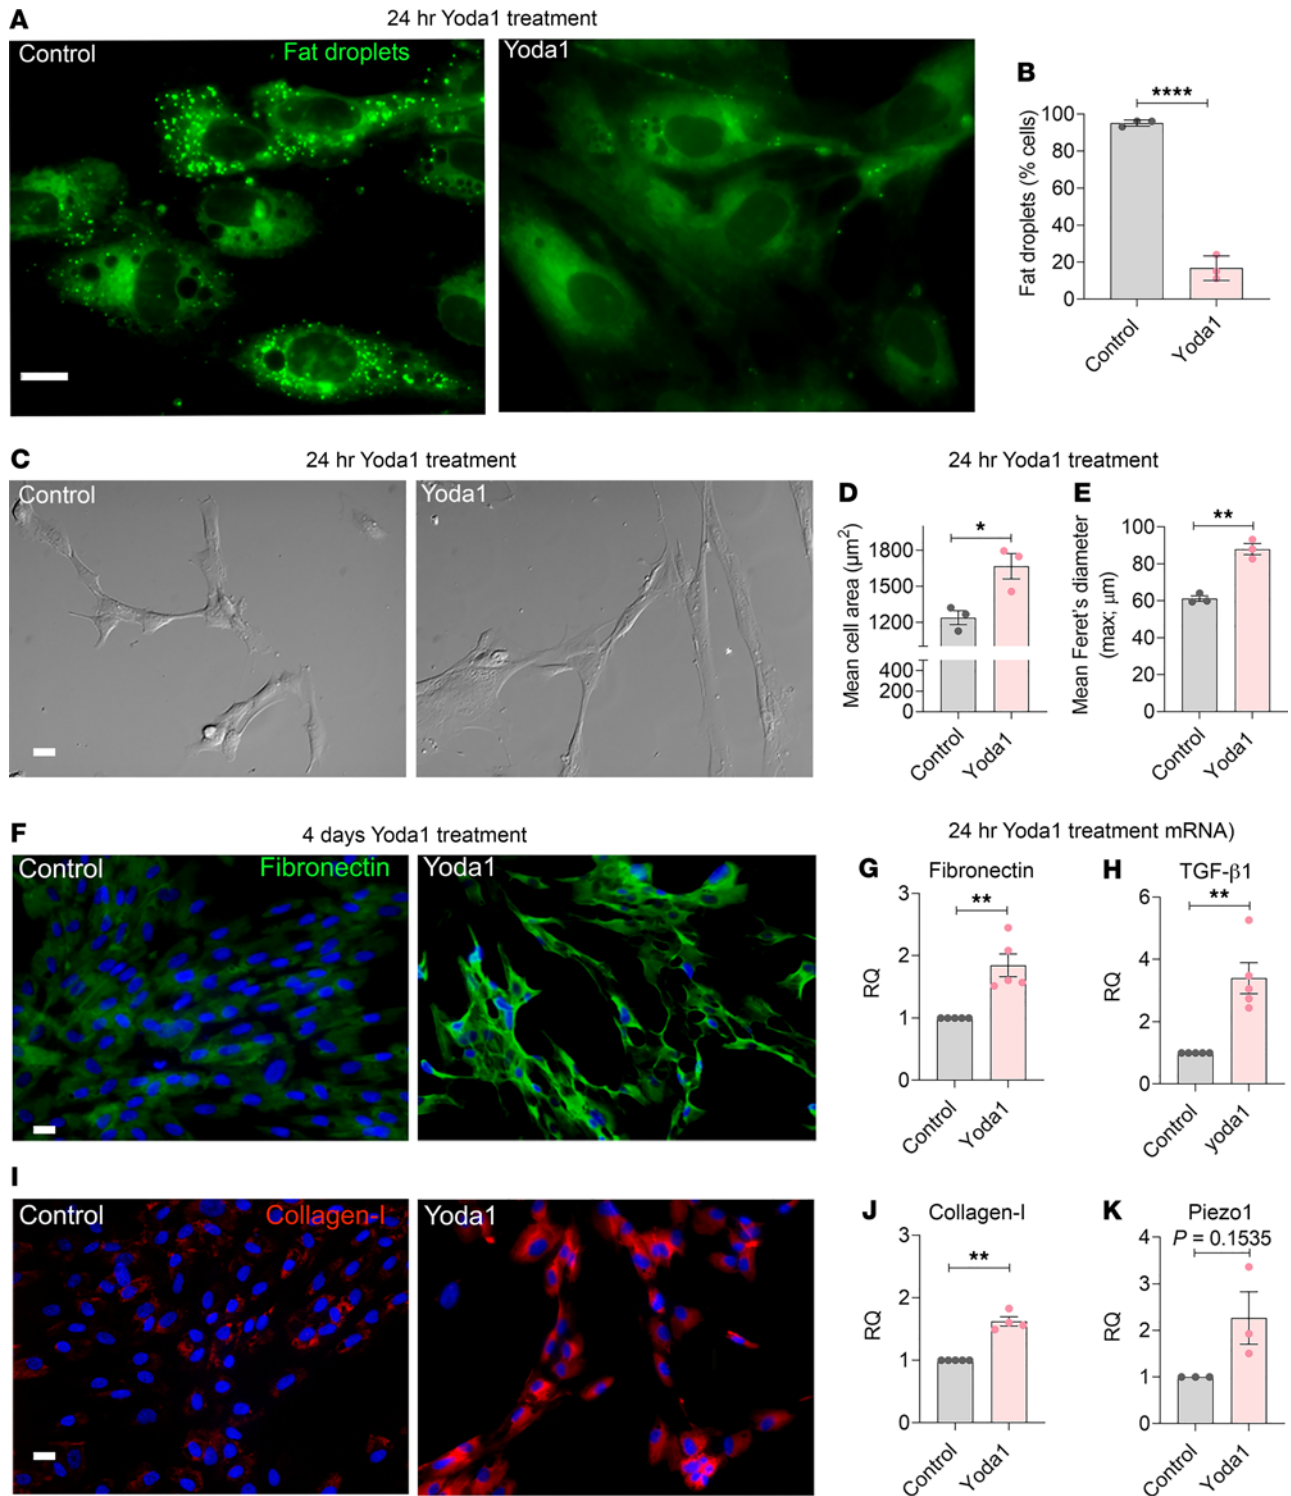 A
24 hr Yoda1 treatment
Control
Fat droplets
Yoda1
B
****
Fat droplets (% cells)
100
80
60
40
20
0
Control
Yoda1
C
24 hr Yoda1 treatment
Control
Yoda1
24 hr Yoda1 treatment
D
*
Mean cell area (µm²)
1800
1500
1200
400
200
0
Control
Yoda1
E
**
Mean Feret's diameter
(max; µm)
100
80
60
40
20
0
Control
Yoda1
F
4 days Yoda1 treatment
Control
Fibronectin
Yoda1
24 hr Yoda1 treatment mRNA)
G
Fibronectin
**
RQ
3
2
1
0
Control
Yoda1
H
TGF-β1
**
RQ
6
4
2
0
Control
yoda1
I
Control
Collagen-I
Yoda1
J
Collagen-I
**
RQ
3
2
1
0
Control
Yoda1
K
Piezo1
P = 0.1535
RQ
4
3
2
1
0
Control
Yoda1